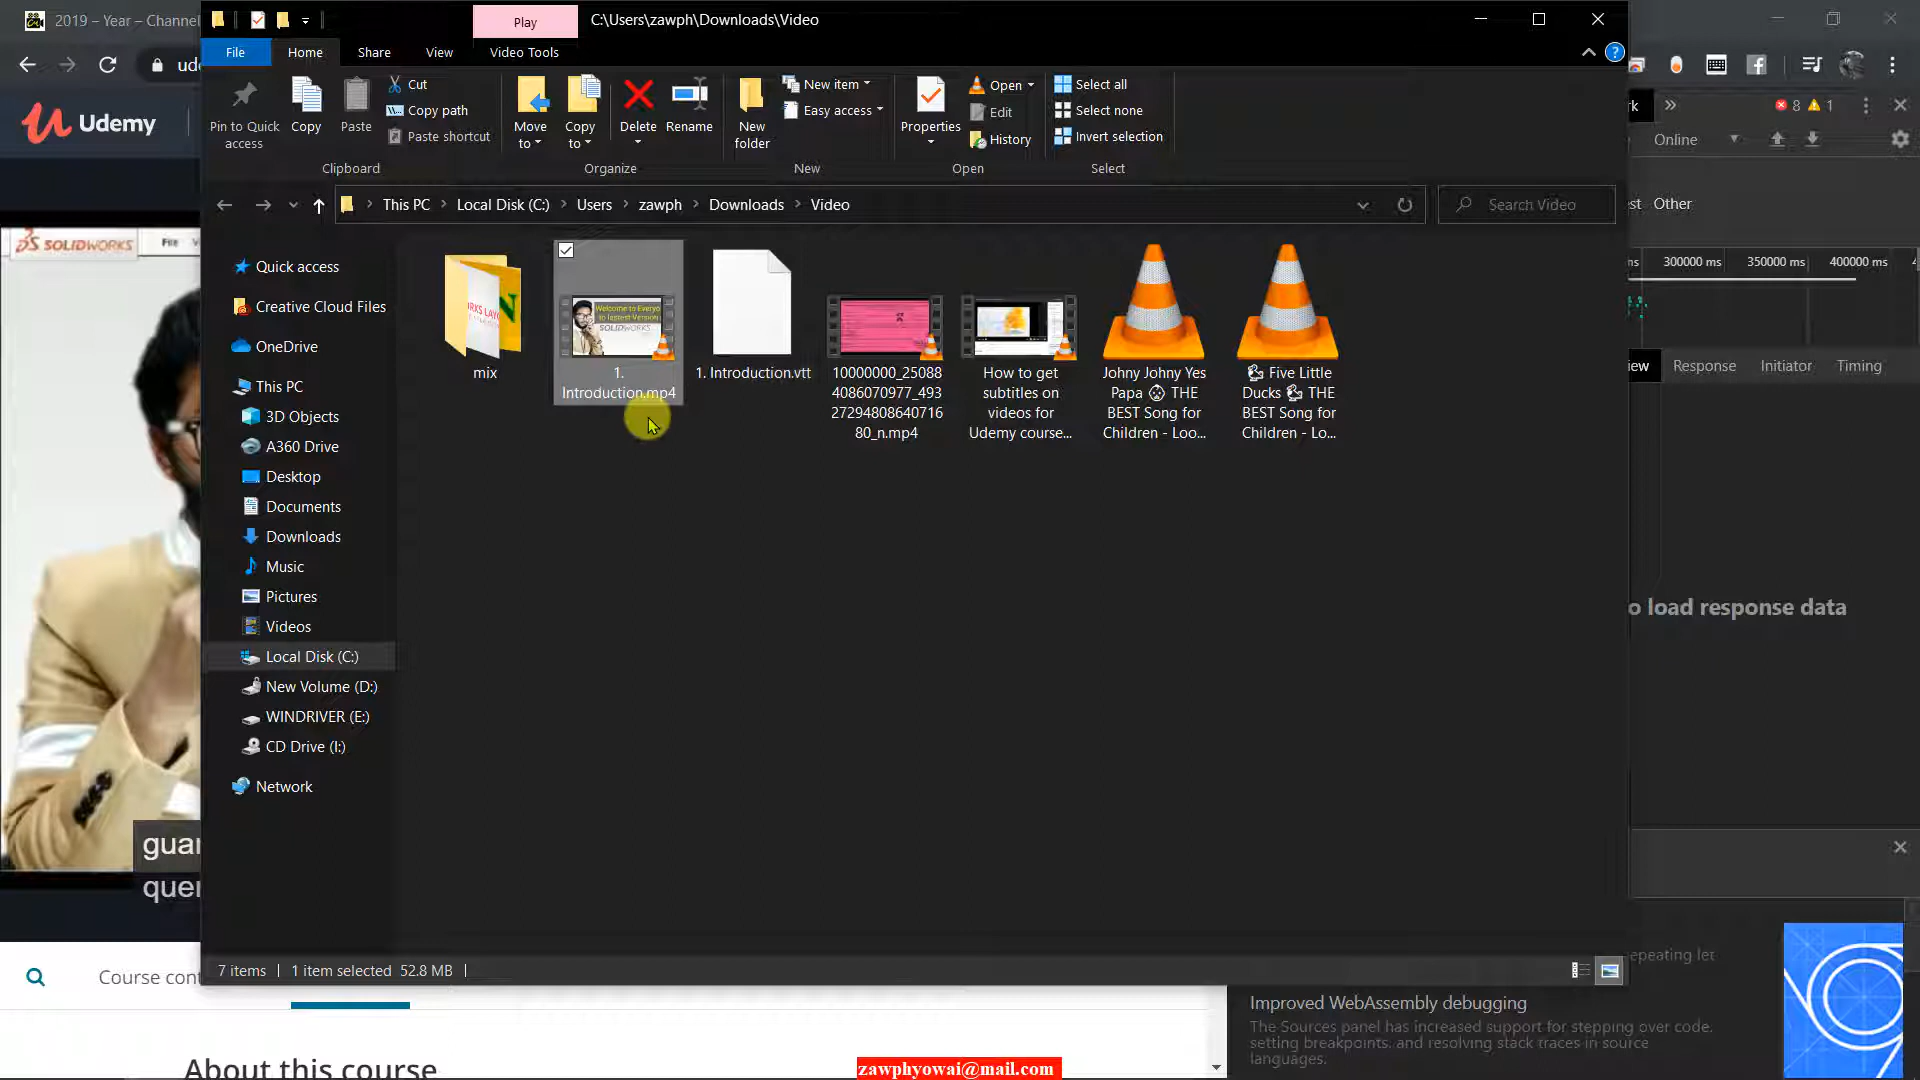 2019 – Year – Channel
Play
C:\Users\zawph\Downloads\Video
File
Home
Share
View
Video Tools
Pin to Quick access
Copy
Paste
Cut
Copy path
Paste shortcut
Clipboard
Move to
Copy to
Delete
Rename
Organize
New folder
New item
Easy access
New
Properties
Open
Edit
History
Open
Select all
Select none
Invert selection
Select
This PC
Local Disk (C:)
Users
zawph
Downloads
Video
Search Video
Udemy
SOLIDWORKS
File
Quick access
Creative Cloud Files
OneDrive
This PC
3D Objects
A360 Drive
Desktop
Documents
Downloads
Music
Pictures
Videos
Local Disk (C:)
New Volume (D:)
WINDRIVER (E:)
CD Drive (I:)
Network
mix
1.
Introduction.mp4
1. Introduction.vtt
10000000_25088
4086070977_493
27294808640716
80_n.mp4
How to get
subtitles on
videos for
Udemy course...
Johny Johny Yes
Papa 👶 THE
BEST Song for
Children - Loo...
🐤 Five Little
Ducks 🐤 THE
BEST Song for
Children - Lo...
7 items
1 item selected 52.8 MB
8
1
Online
Other
300000 ms
350000 ms
400000 ms
Response
Initiator
Timing
o load response data
epeating let
Improved WebAssembly debugging
The Sources panel has increased support for stepping over code,
setting breakpoints, and resolving stack traces in source
languages.
Course cont
About this course
zawphyowai@mail.com